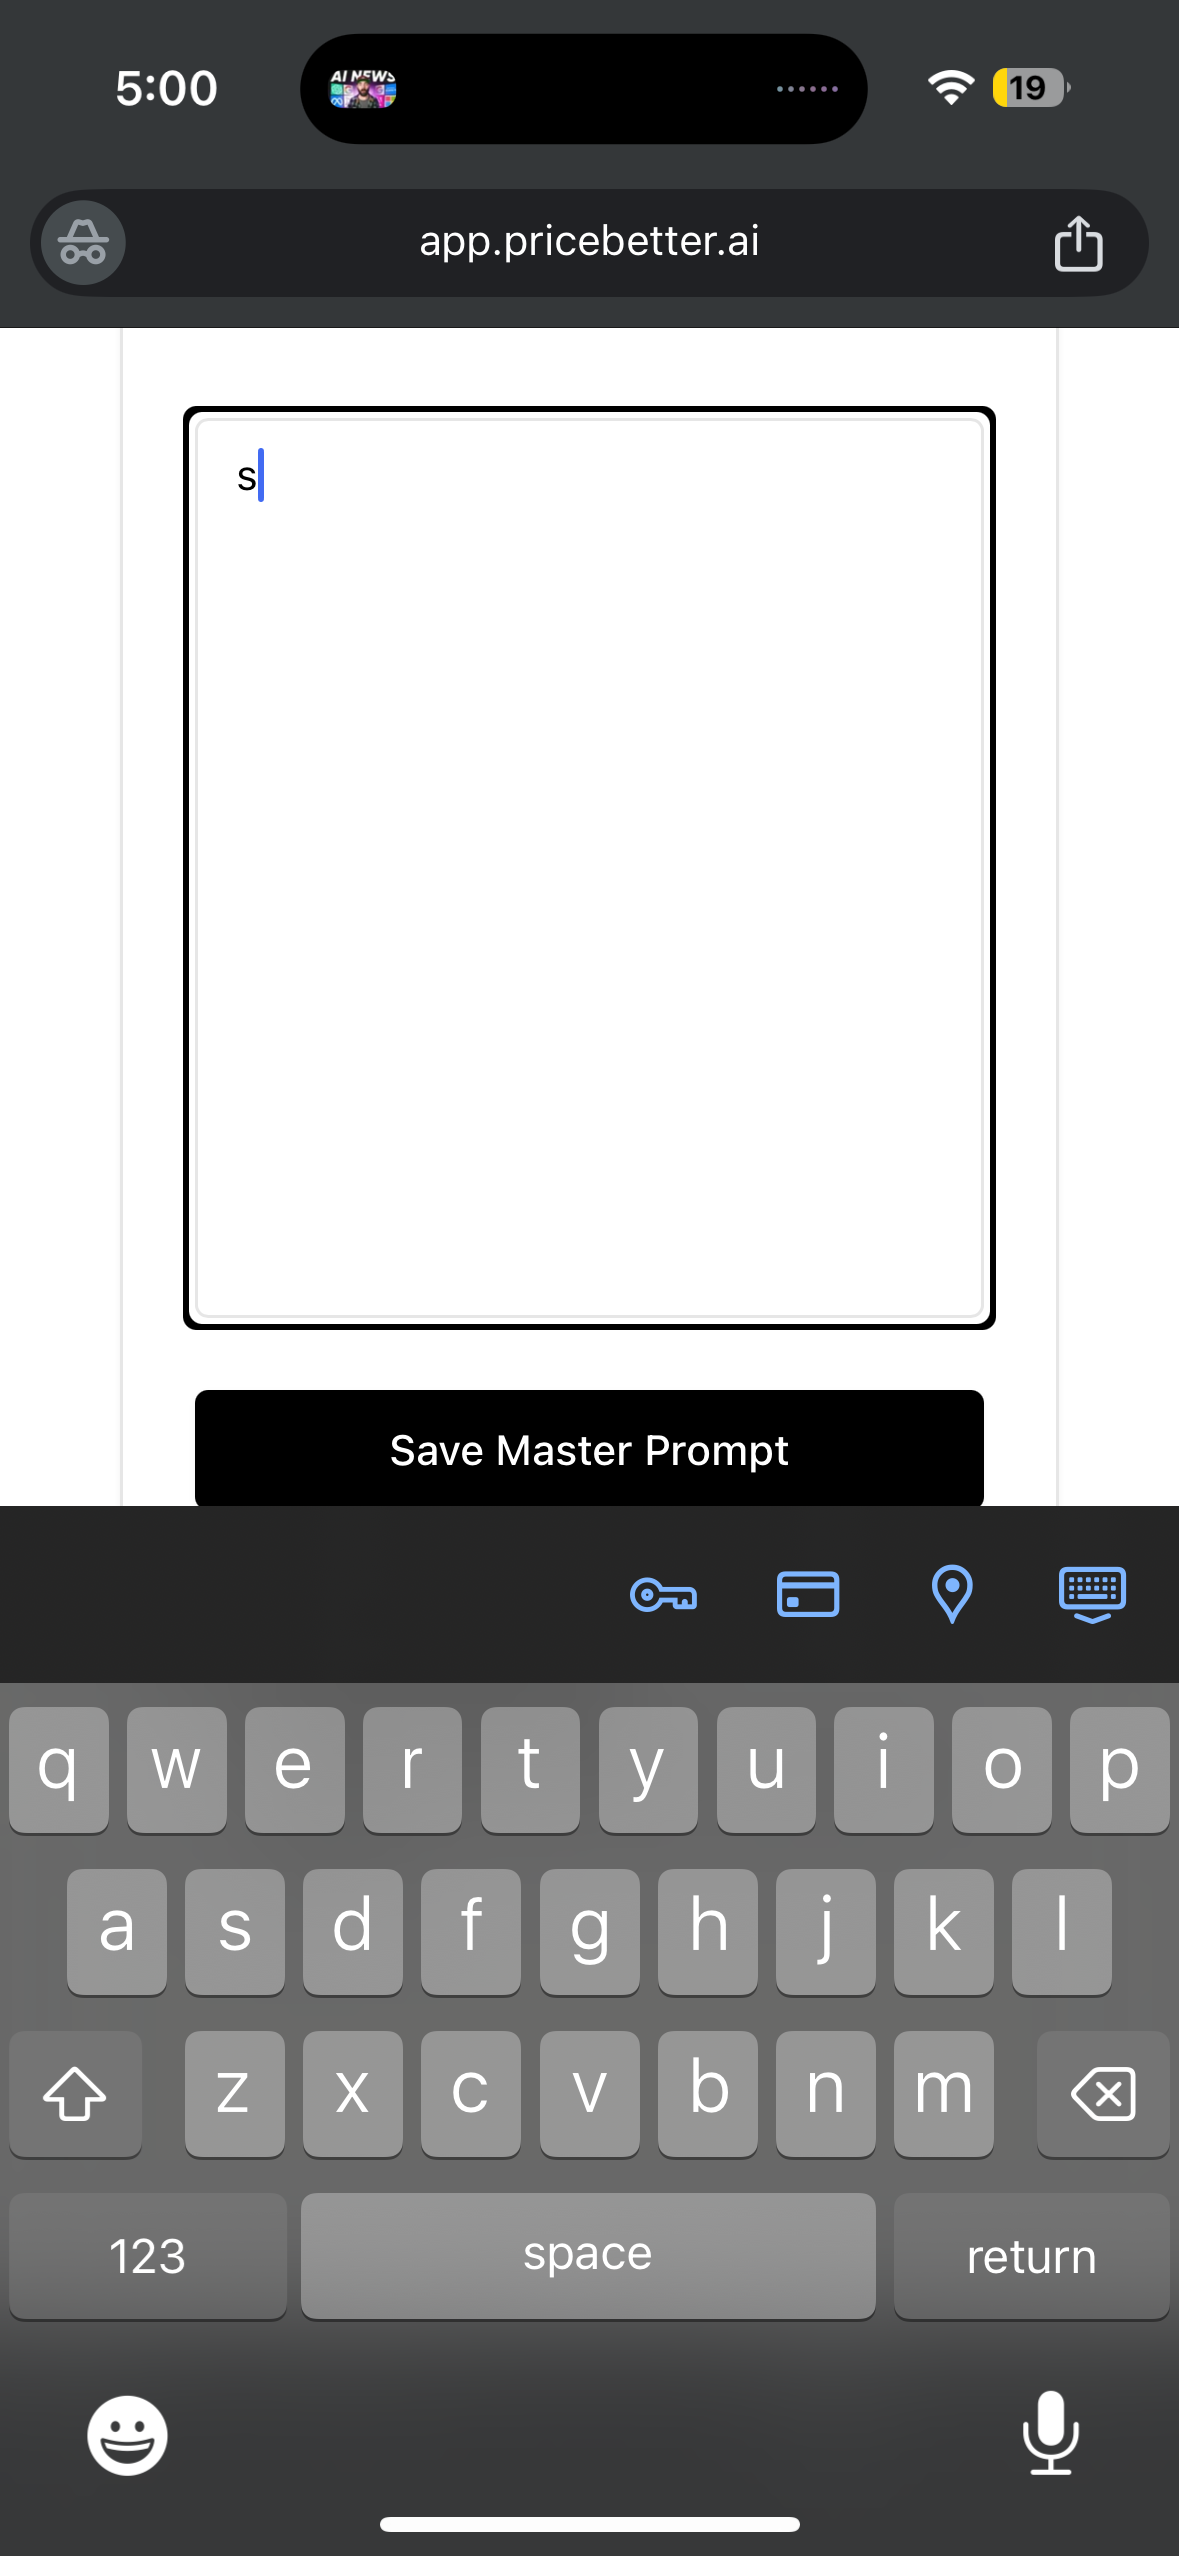 5:00
AI NEWS
19
app.pricebetter.ai
s
Save Master Prompt
q w e r t y u i o p
a s d f g h j k l
z x c v b n m
123 space return